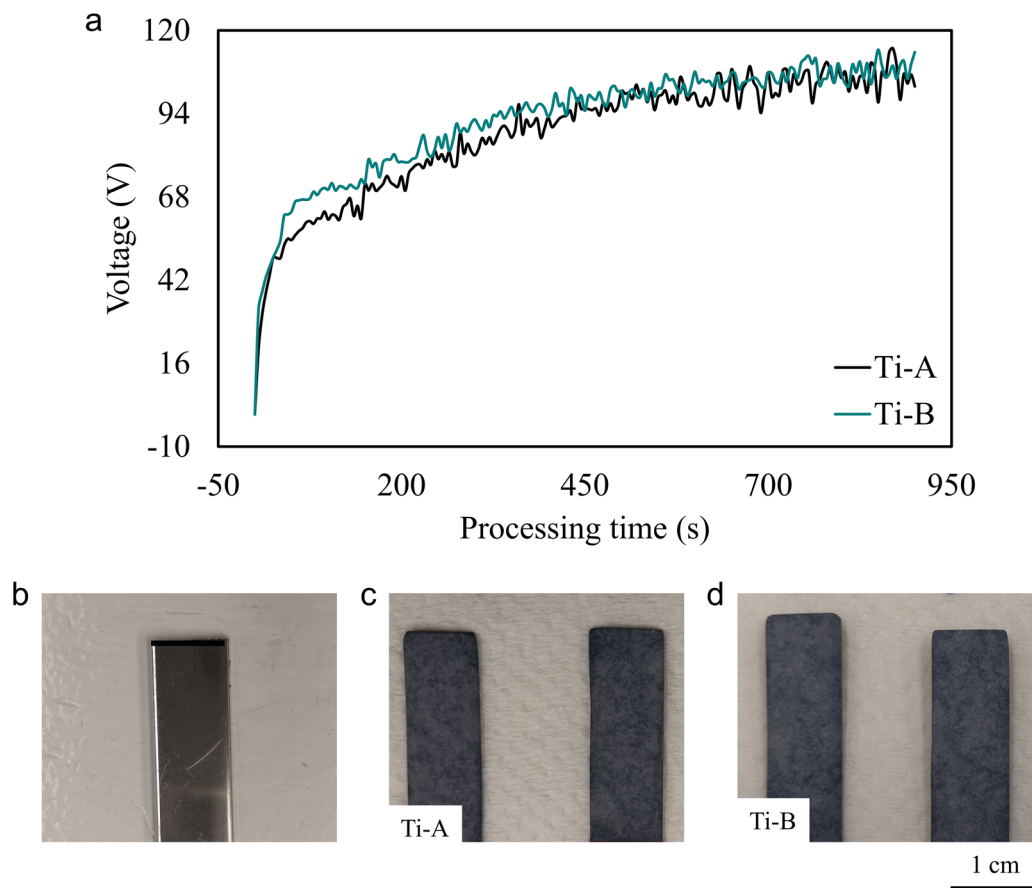 a
120
94
68
42
16
-10
Voltage (V)
Ti-A
Ti-B
-50 200 450 700 950
Processing time (s)
b c d
Ti-A
Ti-B
1 cm